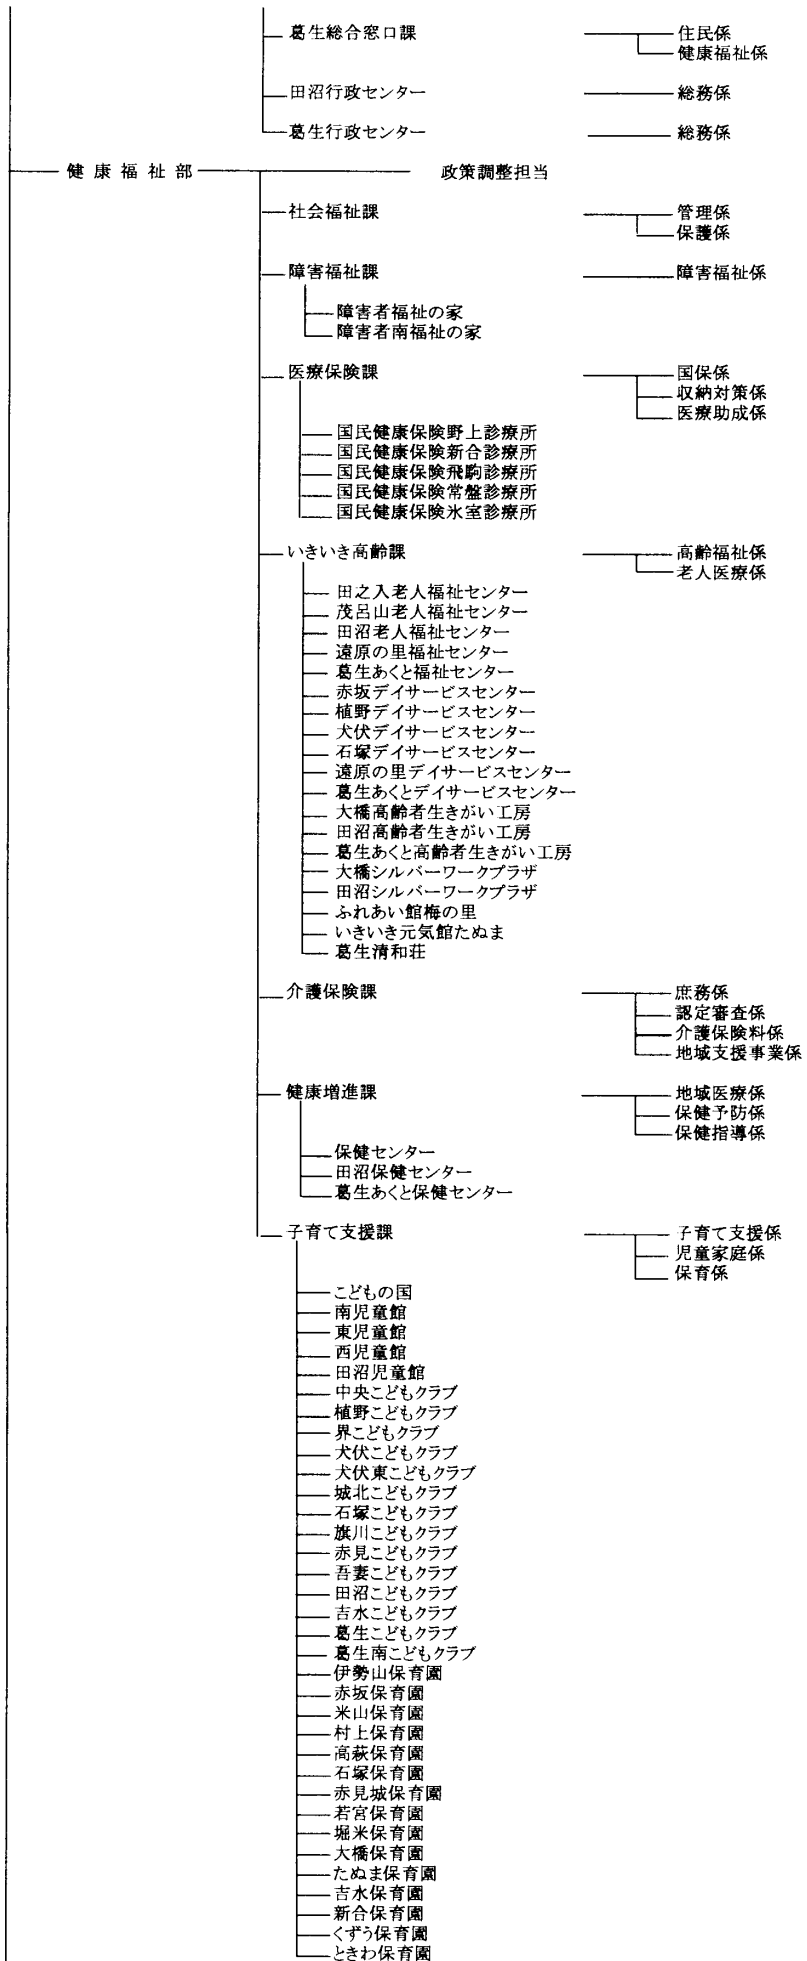 葛生総合窓口課 住民係
健康福祉係
田沼行政センター 総務係
葛生行政センター 総務係
健康福祉部 政策調整担当
社会福祉課 管理係
保護係
障害福祉課 障害福祉係
障害者福祉の家
障害者南福祉の家
医療保険課 国保係
収納対策係
医療助成係
国民健康保険野上診療所
国民健康保険新合診療所
国民健康保険飛駒診療所
国民健康保険常盤診療所
国民健康保険氷室診療所
いきいき高齢課 高齢福祉係
老人医療係
田之入老人福祉センター
茂呂山老人福祉センター
田沼老人福祉センター
遠原の里福祉センター
葛生あくと福祉センター
赤坂デイサービスセンター
植野デイサービスセンター
犬伏デイサービスセンター
石塚デイサービスセンター
遠原の里デイサービスセンター
葛生あくとデイサービスセンター
大橋高齢者生きがい工房
田沼高齢者生きがい工房
葛生あくと高齢者生きがい工房
大橋シルバーワークプラザ
田沼シルバーワークプラザ
ふれあい館梅の里
いきいき元気館たぬま
葛生清和荘
介護保険課 庶務係
認定審査係
介護保険料係
地域支援事業係
健康増進課 地域医療係
保健予防係
保健指導係
保健センター
田沼保健センター
葛生あくと保健センター
子育て支援課 子育て支援係
児童家庭係
保育係
こどもの国
南児童館
東児童館
西児童館
田沼児童館
中央こどもクラブ
植野こどもクラブ
界こどもクラブ
犬伏こどもクラブ
犬伏東こどもクラブ
城北こどもクラブ
石塚こどもクラブ
旗川こどもクラブ
赤見こどもクラブ
吾妻こどもクラブ
田沼こどもクラブ
吉水こどもクラブ
葛生こどもクラブ
葛生南こどもクラブ
伊勢山保育園
赤坂保育園
米山保育園
村上保育園
高萩保育園
石塚保育園
赤見城保育園
若宮保育園
堀米保育園
大橋保育園
たぬま保育園
吉水保育園
新合保育園
くずう保育園
ときわ保育園